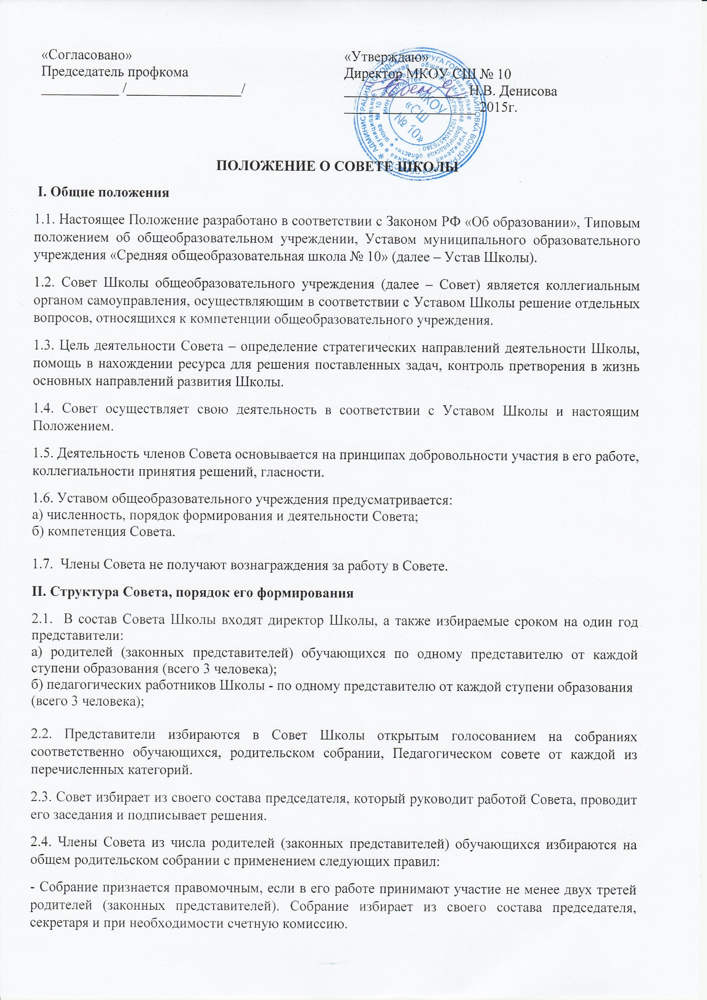 «Согласовано»
Председатель профкома
___________ /________________/
«Утверждаю»
Директор МКОУ СШ № 10
_________________ Н.В. Денисова
_____ _____________ 2015г.
МКОУ
«СШ
№ 10»
ПОЛОЖЕНИЕ О СОВЕТЕ ШКОЛЫ
I. Общие положения
1.1. Настоящее Положение разработано в соответствии с Законом РФ «Об образовании», Типовым
положением об общеобразовательном учреждении, Уставом муниципального образовательного
учреждения «Средняя общеобразовательная школа № 10» (далее – Устав Школы).
1.2. Совет Школы общеобразовательного учреждения (далее – Совет) является коллегиальным
органом самоуправления, осуществляющим в соответствии с Уставом Школы решение отдельных
вопросов, относящихся к компетенции общеобразовательного учреждения.
1.3. Цель деятельности Совета – определение стратегических направлений деятельности Школы,
помощь в нахождении ресурса для решения поставленных задач, контроль претворения в жизнь
основных направлений развития Школы.
1.4. Совет осуществляет свою деятельность в соответствии с Уставом Школы и настоящим
Положением.
1.5. Деятельность членов Совета основывается на принципах добровольности участия в его работе,
коллегиальности принятия решений, гласности.
1.6. Уставом общеобразовательного учреждения предусматривается:
а) численность, порядок формирования и деятельности Совета;
б) компетенция Совета.
1.7. Члены Совета не получают вознаграждения за работу в Совете.
II. Структура Совета, порядок его формирования
2.1. В состав Совета Школы входят директор Школы, а также избираемые сроком на один год
представители:
а) родителей (законных представителей) обучающихся по одному представителю от каждой
ступени образования (всего 3 человека);
б) педагогических работников Школы - по одному представителю от каждой ступени образования
(всего 3 человека);
2.2. Представители избираются в Совет Школы открытым голосованием на собраниях
соответственно обучающихся, родительском собрании, Педагогическом совете от каждой из
перечисленных категорий.
2.3. Совет избирает из своего состава председателя, который руководит работой Совета, проводит
его заседания и подписывает решения.
2.4. Члены Совета из числа родителей (законных представителей) обучающихся избираются на
общем родительском собрании с применением следующих правил:
- Собрание признается правомочным, если в его работе принимают участие не менее двух третей
родителей (законных представителей). Собрание избирает из своего состава председателя,
секретаря и при необходимости счетную комиссию.